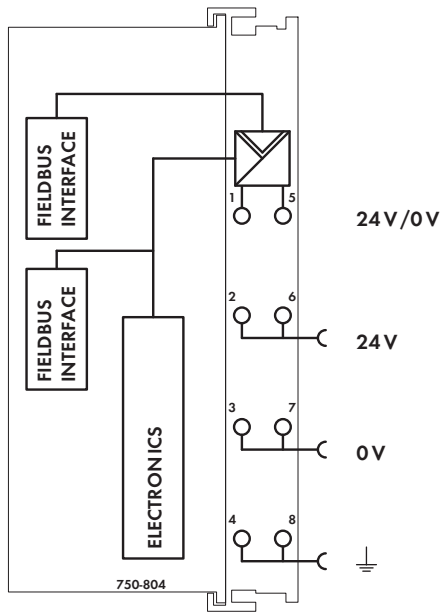 FIELDBUS
INTERFACE
1 5
24V/0V
FIELDBUS
INTERFACE
2 6
24V
ELECTRONICS
3 7
0V
4 8
750-804